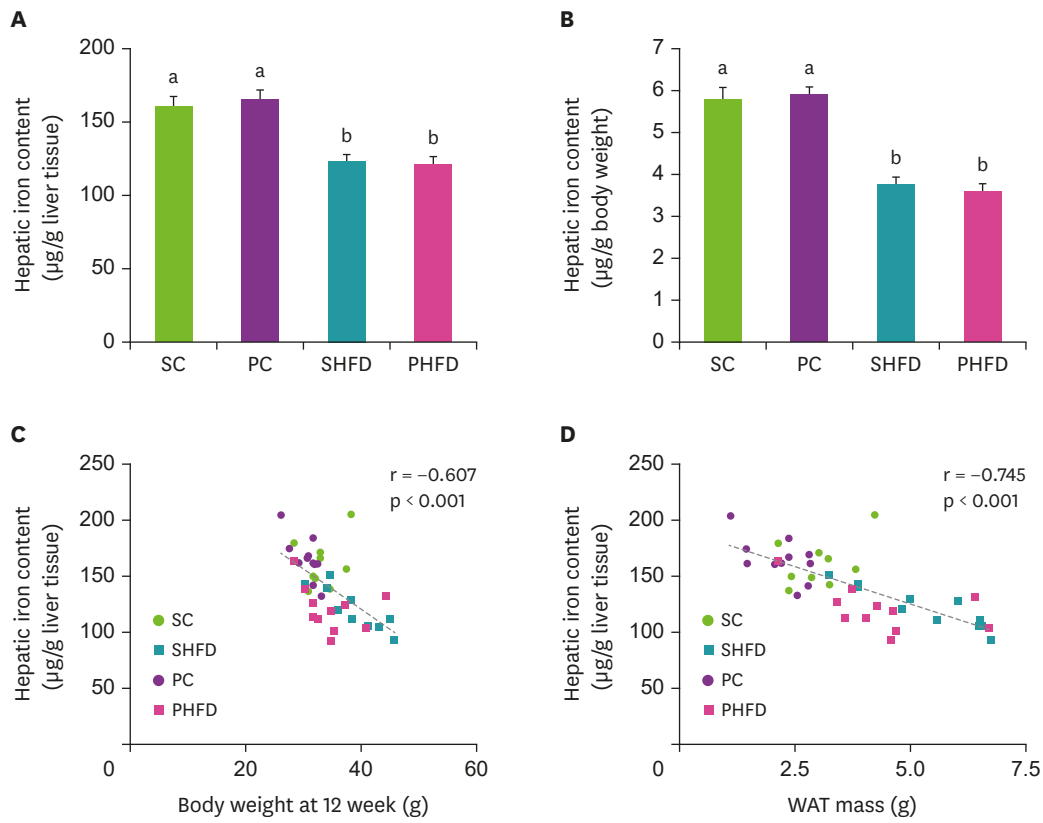 A
Hepatic iron content
(µg/g liver tissue)
200
150
100
50
0
a
a
b
b
SC
PC
SHFD
PHFD
B
Hepatic iron content
(µg/g body weight)
7
6
5
4
3
2
1
0
a
a
b
b
SC
PC
SHFD
PHFD
C
Hepatic iron content
(µg/g liver tissue)
250
200
150
100
50
0
20
40
60
r = −0.607
p < 0.001
SC
SHFD
PC
PHFD
Body weight at 12 week (g)
D
Hepatic iron content
(µg/g liver tissue)
250
200
150
100
50
0
2.5
5.0
7.5
r = −0.745
p < 0.001
SC
SHFD
PC
PHFD
WAT mass (g)